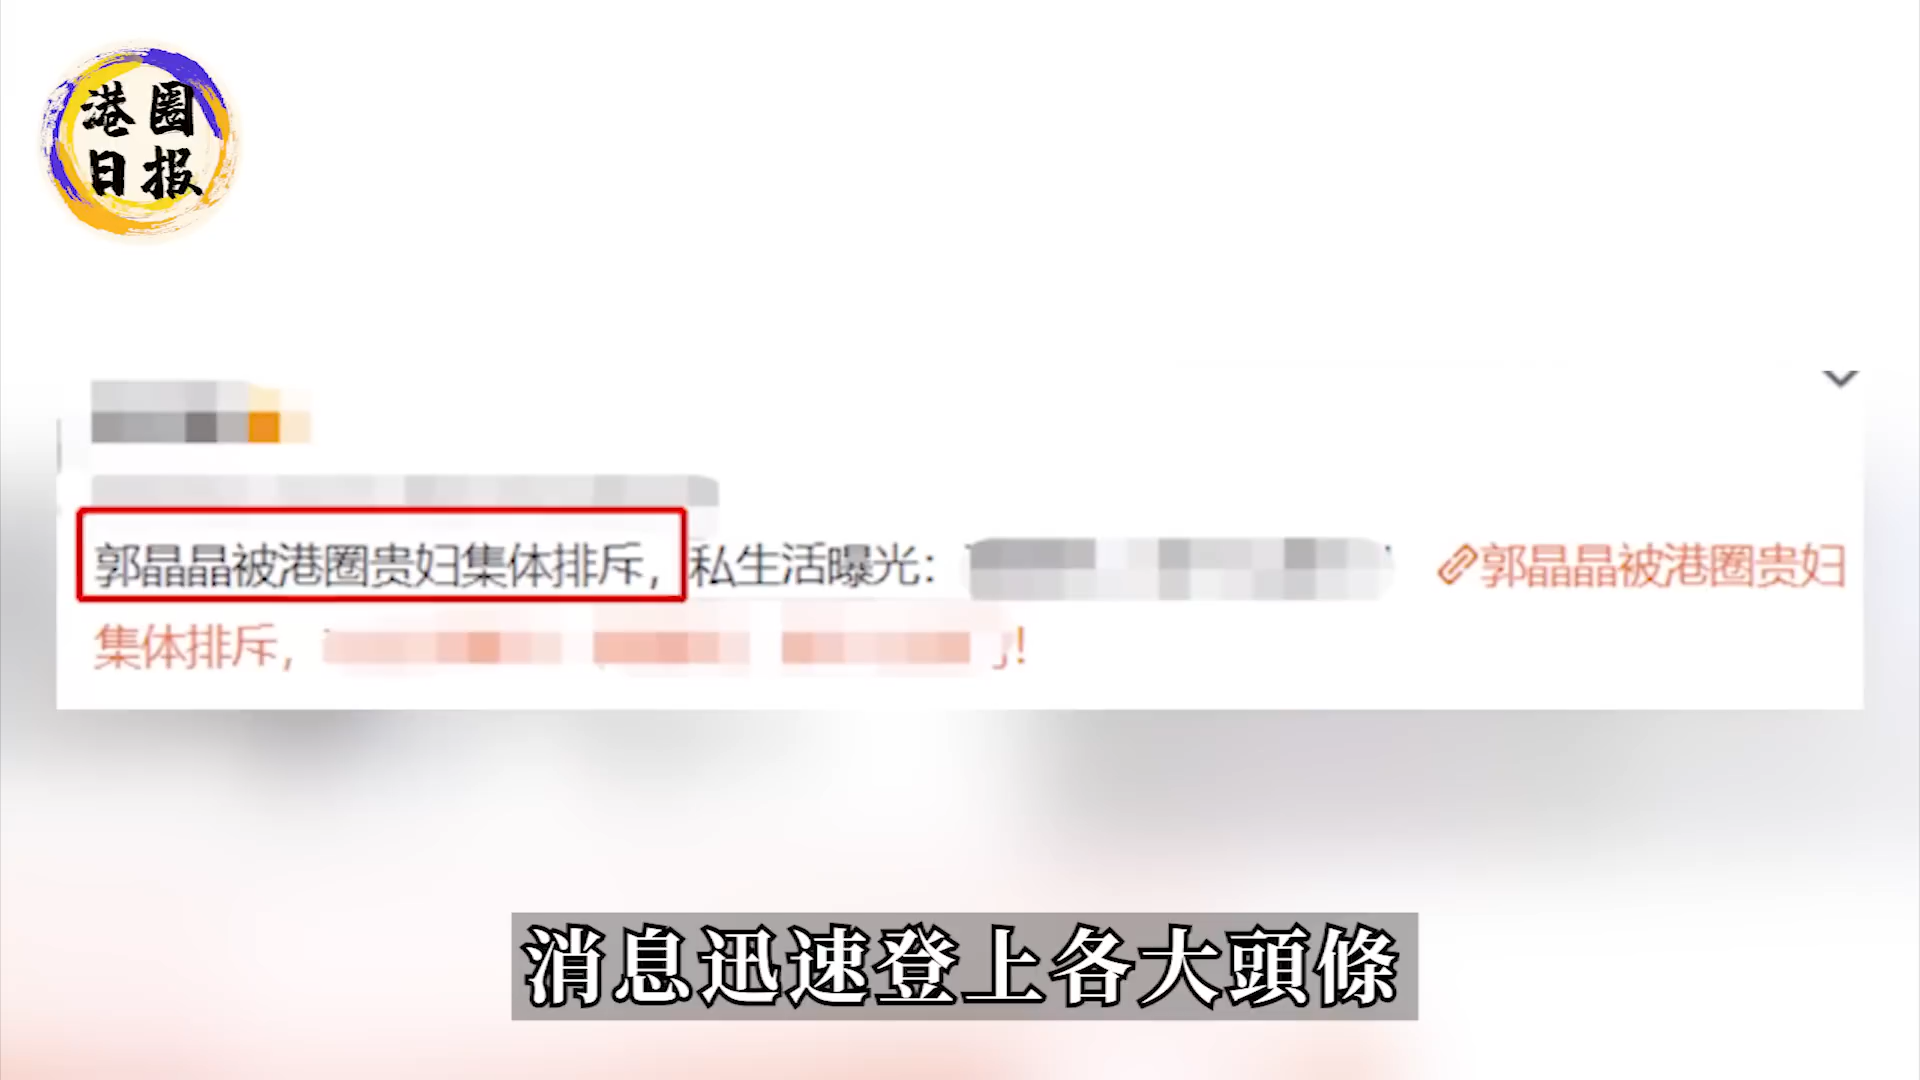 港圈
日报
郭晶晶被港圈贵妇集体排斥，私生活曝光： 郭晶晶被港圈贵妇
集体排斥， ！
消息迅速登上各大頭條